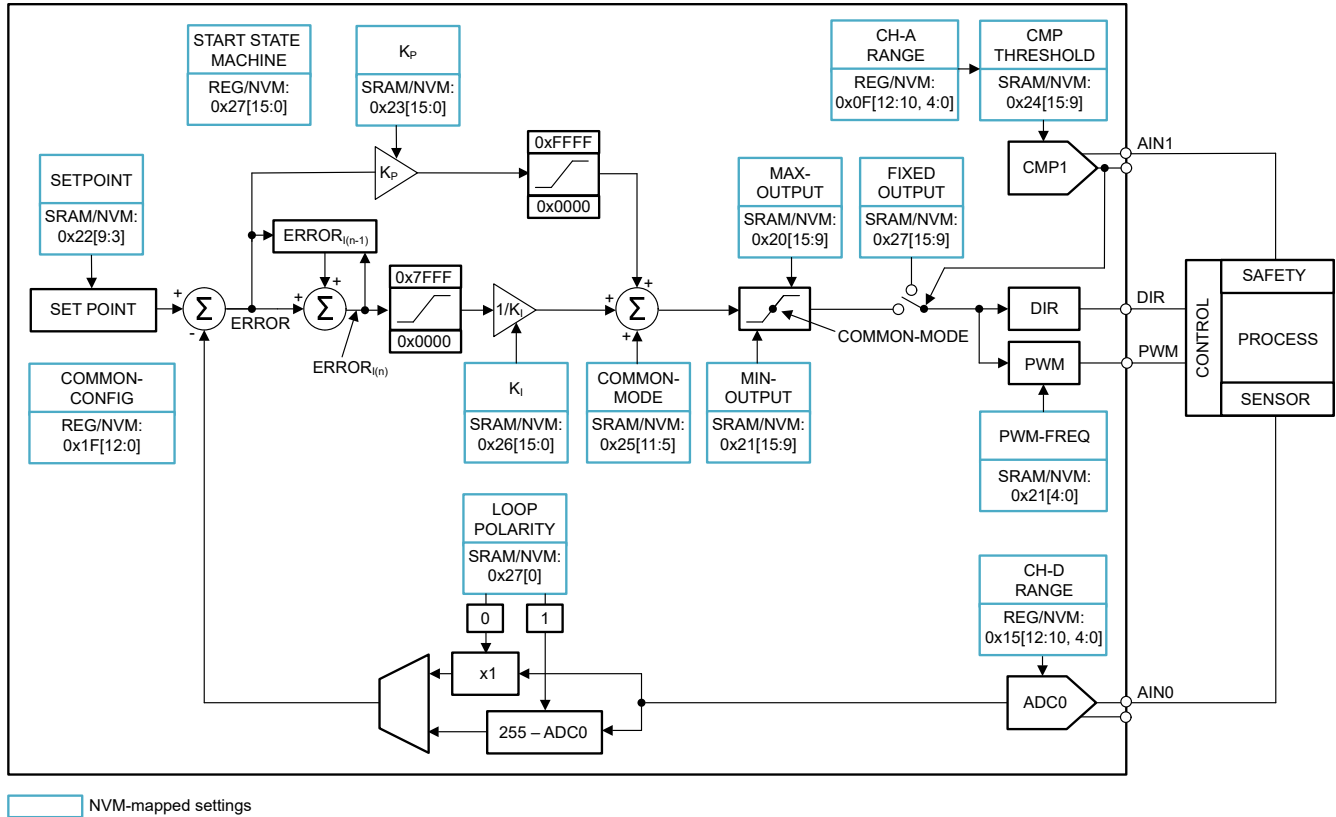 START STATE
MACHINE
REG/NVM:
0x27[15:0]
KP
SRAM/NVM:
0x23[15:0]
CH-A
RANGE
REG/NVM:
0x0F[12:10, 4:0]
CMP
THRESHOLD
SRAM/NVM:
0x24[15:9]
SETPOINT
SRAM/NVM:
0x22[9:3]
KP
0xFFFF
0x0000
MAX-
OUTPUT
SRAM/NVM:
0x20[15:9]
FIXED
OUTPUT
SRAM/NVM:
0x27[15:9]
CMP1
AIN1
ERRORI(n-1)
SET POINT
+
-
Σ
ERROR
+
+
Σ
ERRORI(n)
0x7FFF
0x0000
1/KI
+
+
+
Σ
COMMON-MODE
DIR
PWM
DIR
PWM
CONTROL
SAFETY
PROCESS
SENSOR
COMMON-
CONFIG
REG/NVM:
0x1F[12:0]
KI
SRAM/NVM:
0x26[15:0]
COMMON-
MODE
SRAM/NVM:
0x25[11:5]
MIN-
OUTPUT
SRAM/NVM:
0x21[15:9]
PWM-FREQ
SRAM/NVM:
0x21[4:0]
LOOP
POLARITY
SRAM/NVM:
0x27[0]
0
1
x1
255 – ADC0
CH-D
RANGE
REG/NVM:
0x15[12:10, 4:0]
ADC0
AIN0
NVM-mapped settings